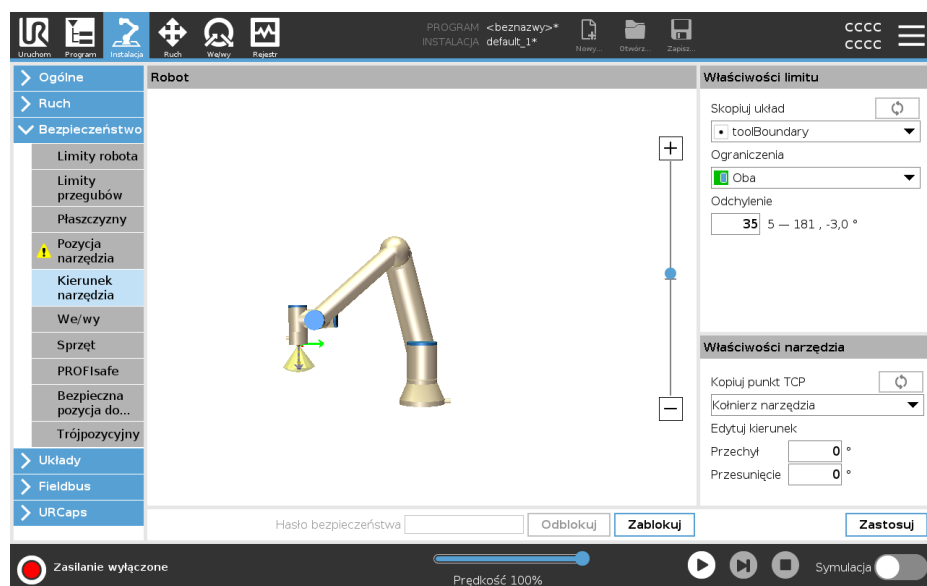 PROGRAM <beznazwy>*
INSTALACJA default_1*
Uruchom Program Instalacja Ruch We/wy Rejestr
Nowy... Otwórz... Zapisz...
CCCC
CCCC
Ogólne
Ruch
Bezpieczeństwo
Limity robota
Limity
przegubów
Płaszczyzny
Pozycja
narzędzia
Kierunek
narzędzia
We/wy
Sprzęt
PROFIsafe
Bezpieczna
pozycja do...
Trójpozycyjny
Układy
Fieldbus
URCaps
Robot
Hasło bezpieczeństwa Odblokuj Zablokuj
Właściwości limitu
Skopiuj układ
toolBoundary
Ograniczenia
Oba
Odchylenie
35 5 — 181 , -3,0 °
Właściwości narzędzia
Kopiuj punkt TCP
Kołnierz narzędzia
Edytuj kierunek
Przechył 0 °
Przesunięcie 0 °
Zastosuj
Zasilanie wyłączone
Prędkość 100%
Symulacja